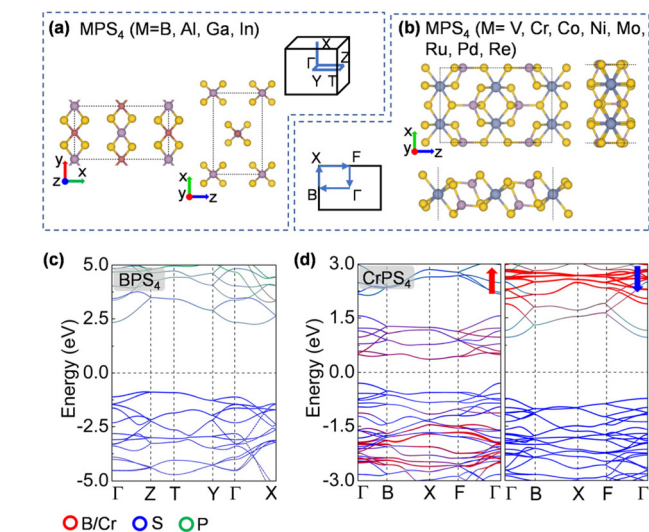 (a) MPS₄ (M=B, Al, Ga, In)
X
Z
Γ
Y T
y
x
z
x
y
z
(b) MPS₄ (M= V, Cr, Co, Ni, Mo,
Ru, Pd, Re)
x
y
z
X F
B
Γ
(c)
BPS₄
Energy (eV)
5.0
2.5
0.0
-2.5
-5.0
Γ Z T Y Γ X
(d)
CrPS₄
Energy (eV)
3.0
1.5
0.0
-1.5
-3.0
Γ B X F Γ B X F Γ
B/Cr S P